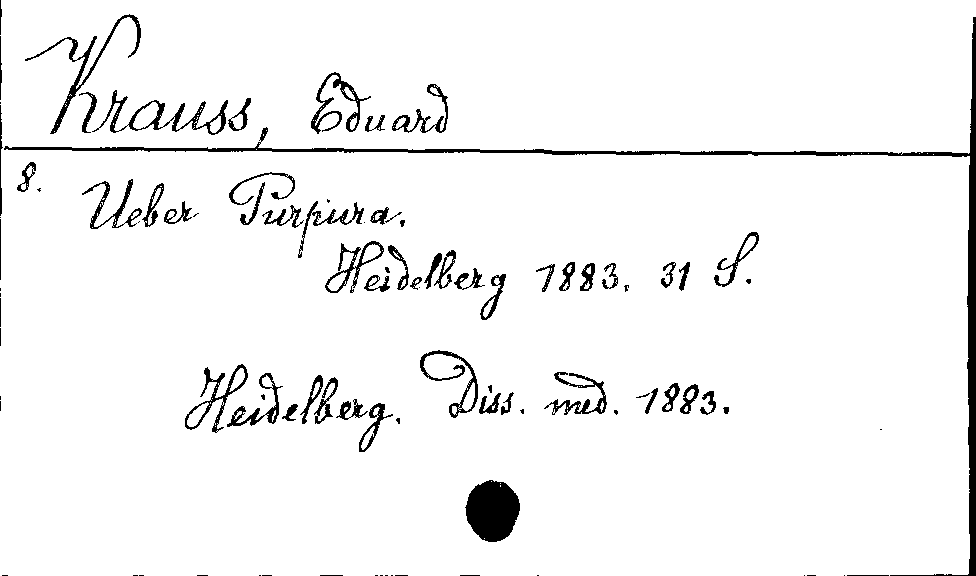 Krauss, Eduard
8.
Ueber Purpura.
Heidelberg 1883. 31 S.
Heidelberg. Diss. med. 1883.